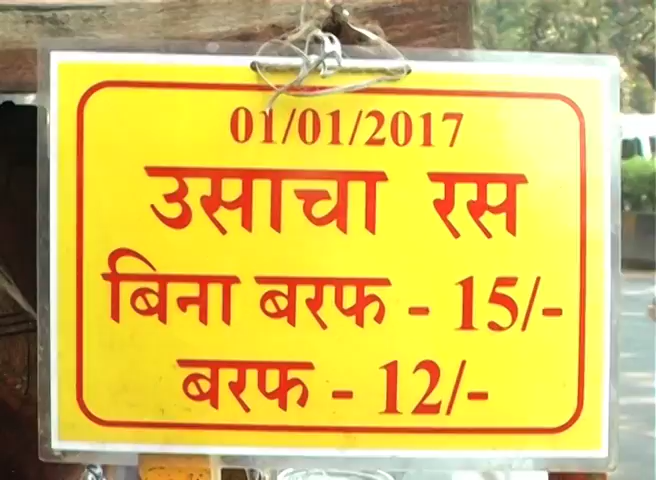 01/01/2017
उसाचा रस
बिना बरफ - 15/-
बरफ - 12/-